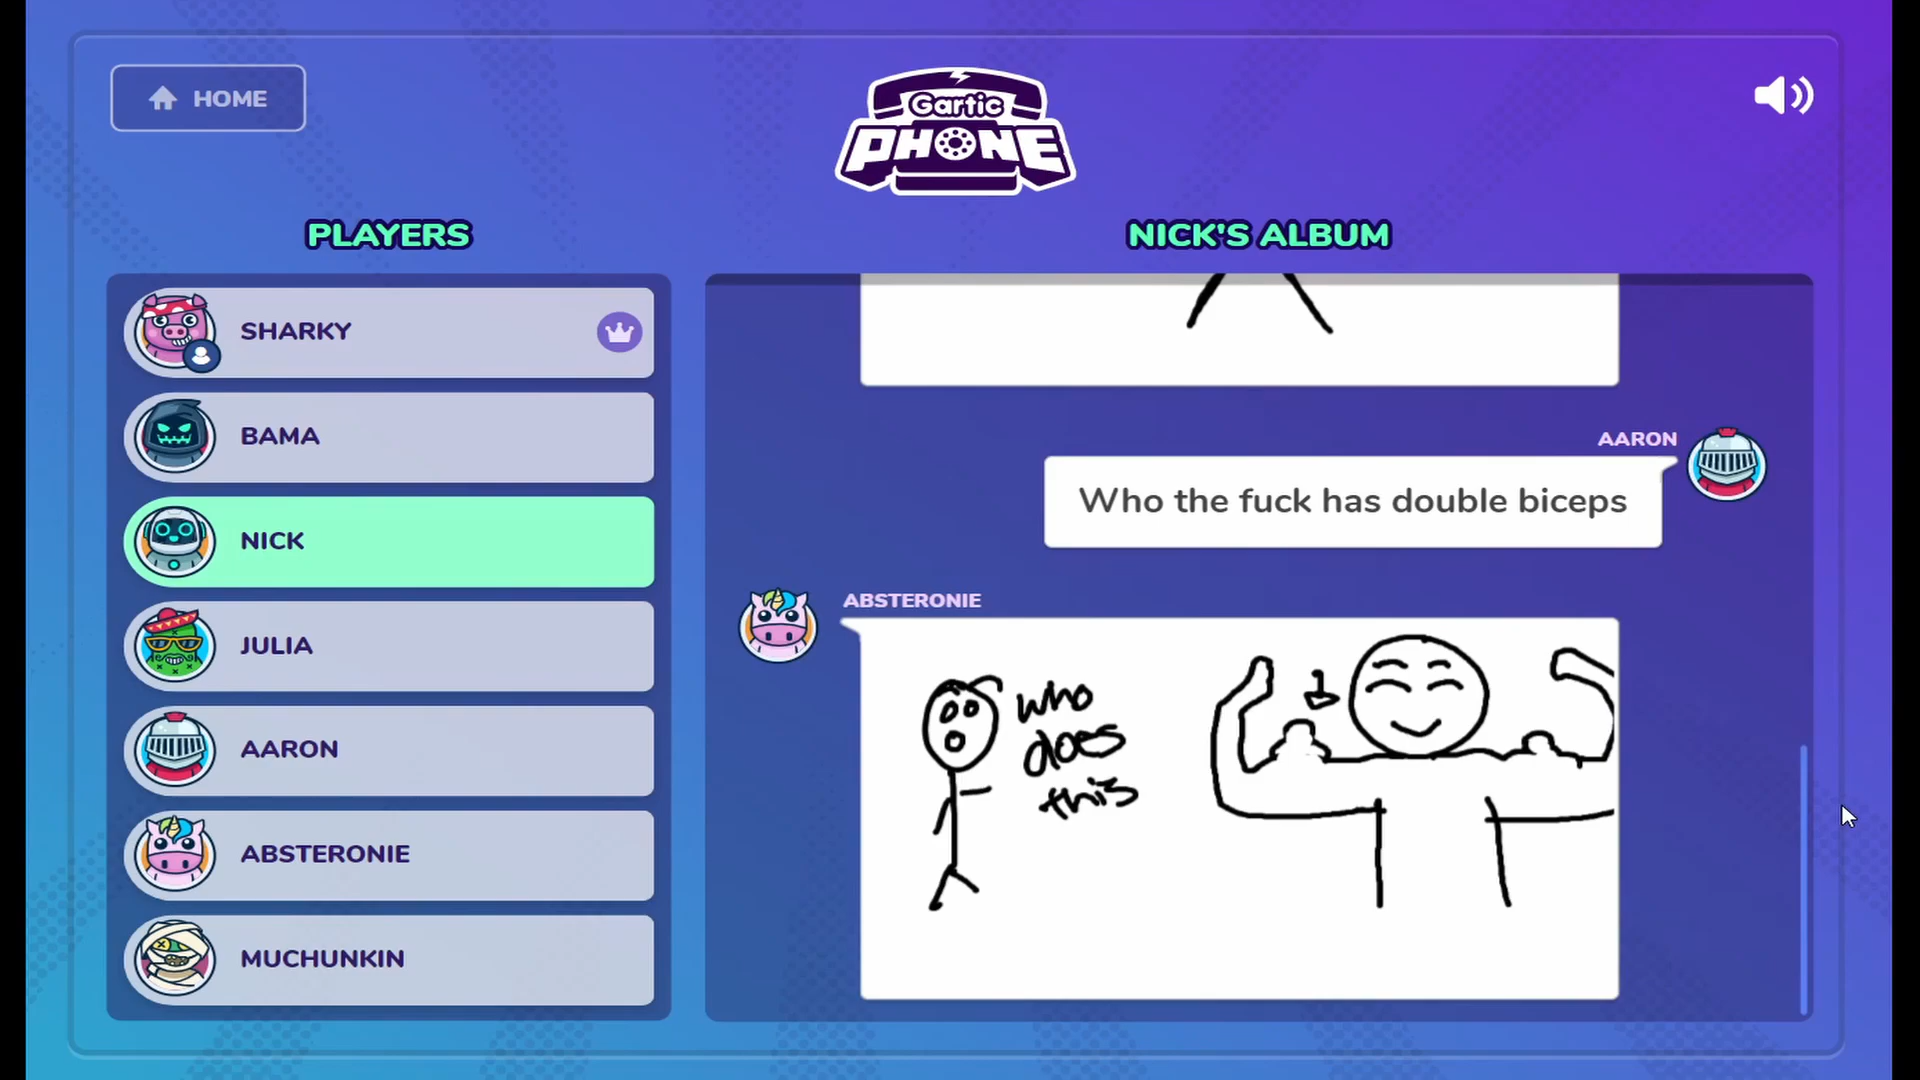 HOME
Gartic
PHONE
PLAYERS
NICK'S ALBUM
SHARKY
BAMA
NICK
JULIA
AARON
ABSTERONIE
MUCHUNKIN
AARON
Who the fuck has double biceps
ABSTERONIE
who
does
this